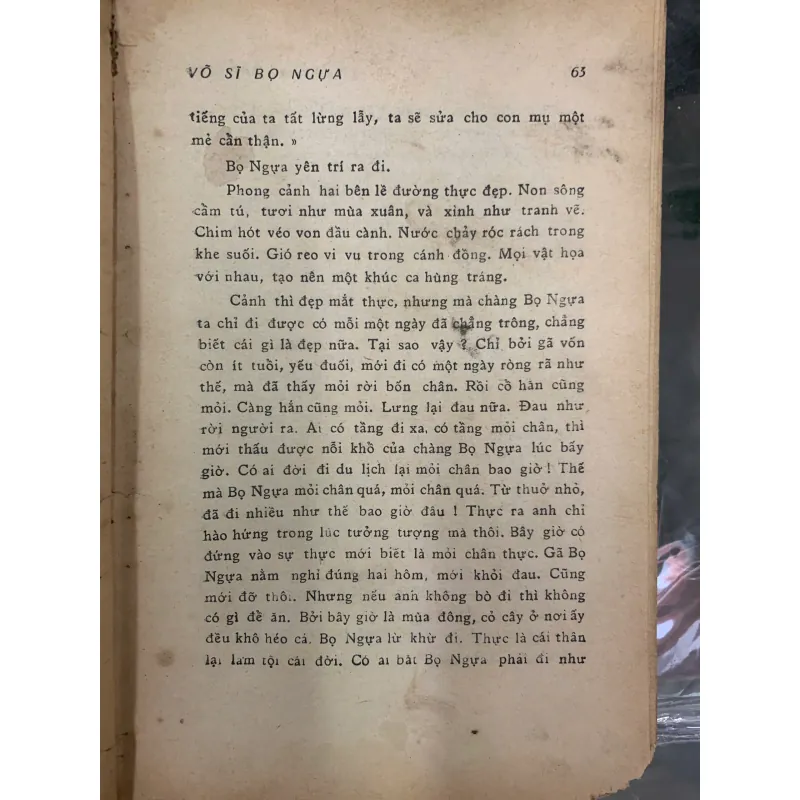 VÕ SĨ BỌ NGỰA 63
tiếng của ta tất lừng lẫy, ta sẽ sửa cho con mụ một
mẻ cẩn thận. »
Bọ Ngựa yên trí ra đi.
Phong cảnh hai bên lề đường thực đẹp. Non sông
cầm tú, tươi như mùa xuân, và xinh như tranh vẽ.
Chim hót véo von đầu cành. Nước chảy róc rách trong
khe suối. Gió reo vi vu trong cánh đồng. Mọi vật họa
với nhau, tạo nên một khúc ca hùng tráng.
Cảnh thì đẹp mắt thực, nhưng mà chàng Bọ Ngựa
ta chỉ đi được có mỗi một ngày đã chẳng trông, chẳng
biết cái gì là đẹp nữa. Tại sao vậy ? Chỉ bởi gã vốn
còn ít tuổi, yếu đuối, mới đi có một ngày ròng rã như
thế, mà đã thấy mỏi rời bốn chân. Rồi cổ hắn cũng
mỏi. Càng hắn cũng mỏi. Lưng lại đau nữa. Đau như
rời người ra. Ai có từng đi xa, có từng mỏi chân, thì
mới thấu được nỗi khổ của chàng Bọ Ngựa lúc bấy
giờ. Có ai đời đi du lịch lại mỏi chân bao giờ ! Thế
mà Bọ Ngựa mỏi chân quá, mỏi chân quá. Từ thuở nhỏ,
đã đi nhiều như thế bao giờ đâu ! Thực ra anh chỉ
hào hứng trong lúc tưởng tượng mà thôi. Bây giờ có
đứng vào sự thực mới biết là mỏi chân thực. Gã Bọ
Ngựa nằm nghỉ đúng hai hôm, mới khỏi đau. Cũng
mới đỡ thôi. Nhưng nếu anh không bò đi thì không
có gì để ăn. Bởi bây giờ là mùa đông, cỏ cây ở nơi ấy
đều khô héo cả. Bọ Ngựa lừ khừ đi. Thực là cái thân
lại làm tội cái đời. Có ai bắt Bọ Ngựa phải đi như